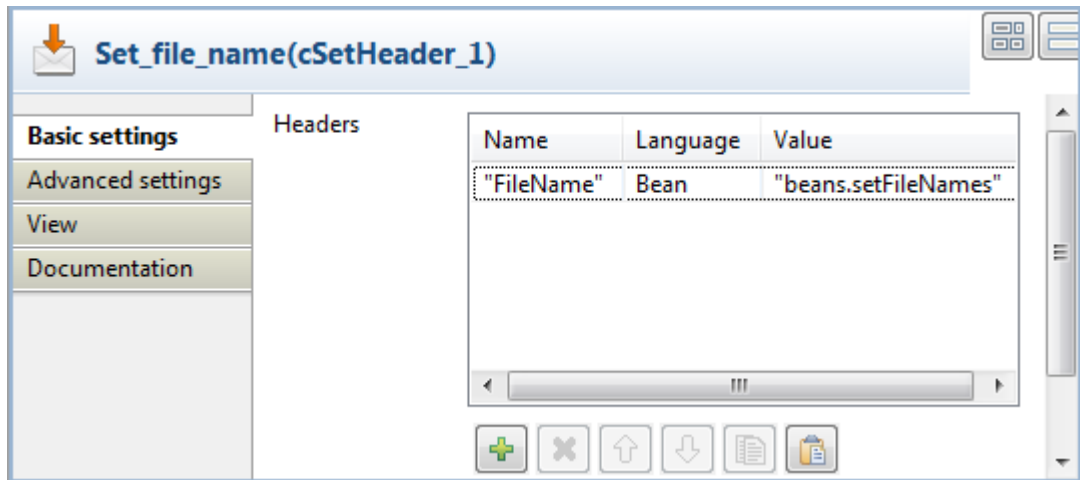 Set_file_name(cSetHeader_1)
Basic settings
Advanced settings
View
Documentation
Headers
Name Language Value
"FileName" Bean "beans.setFileNames"